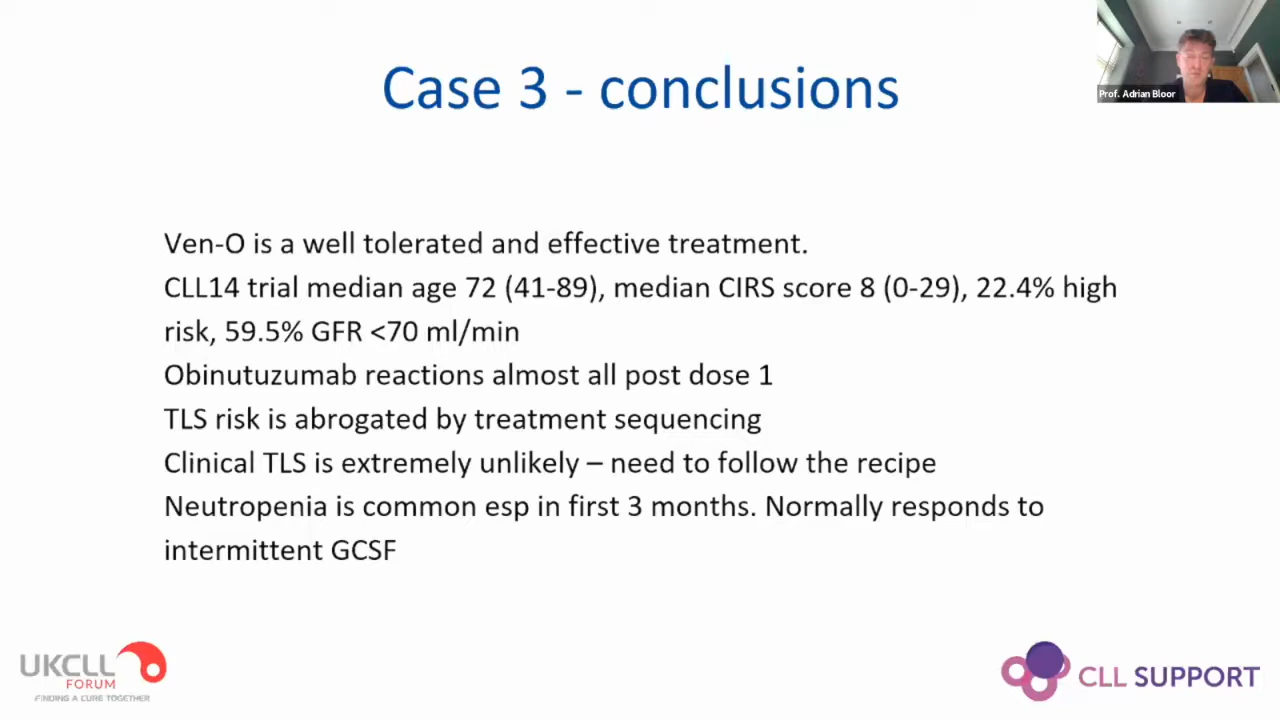 Case 3 - conclusions
Prof. Adrian Bloor
Ven-O is a well tolerated and effective treatment.
CLL14 trial median age 72 (41-89), median CIRS score 8 (0-29), 22.4% high
risk, 59.5% GFR <70 ml/min
Obinutuzumab reactions almost all post dose 1
TLS risk is abrogated by treatment sequencing
Clinical TLS is extremely unlikely – need to follow the recipe
Neutropenia is common esp in first 3 months. Normally responds to
intermittent GCSF
UKCLL
FORUM
FINDING A CURE TOGETHER
CLL SUPPORT